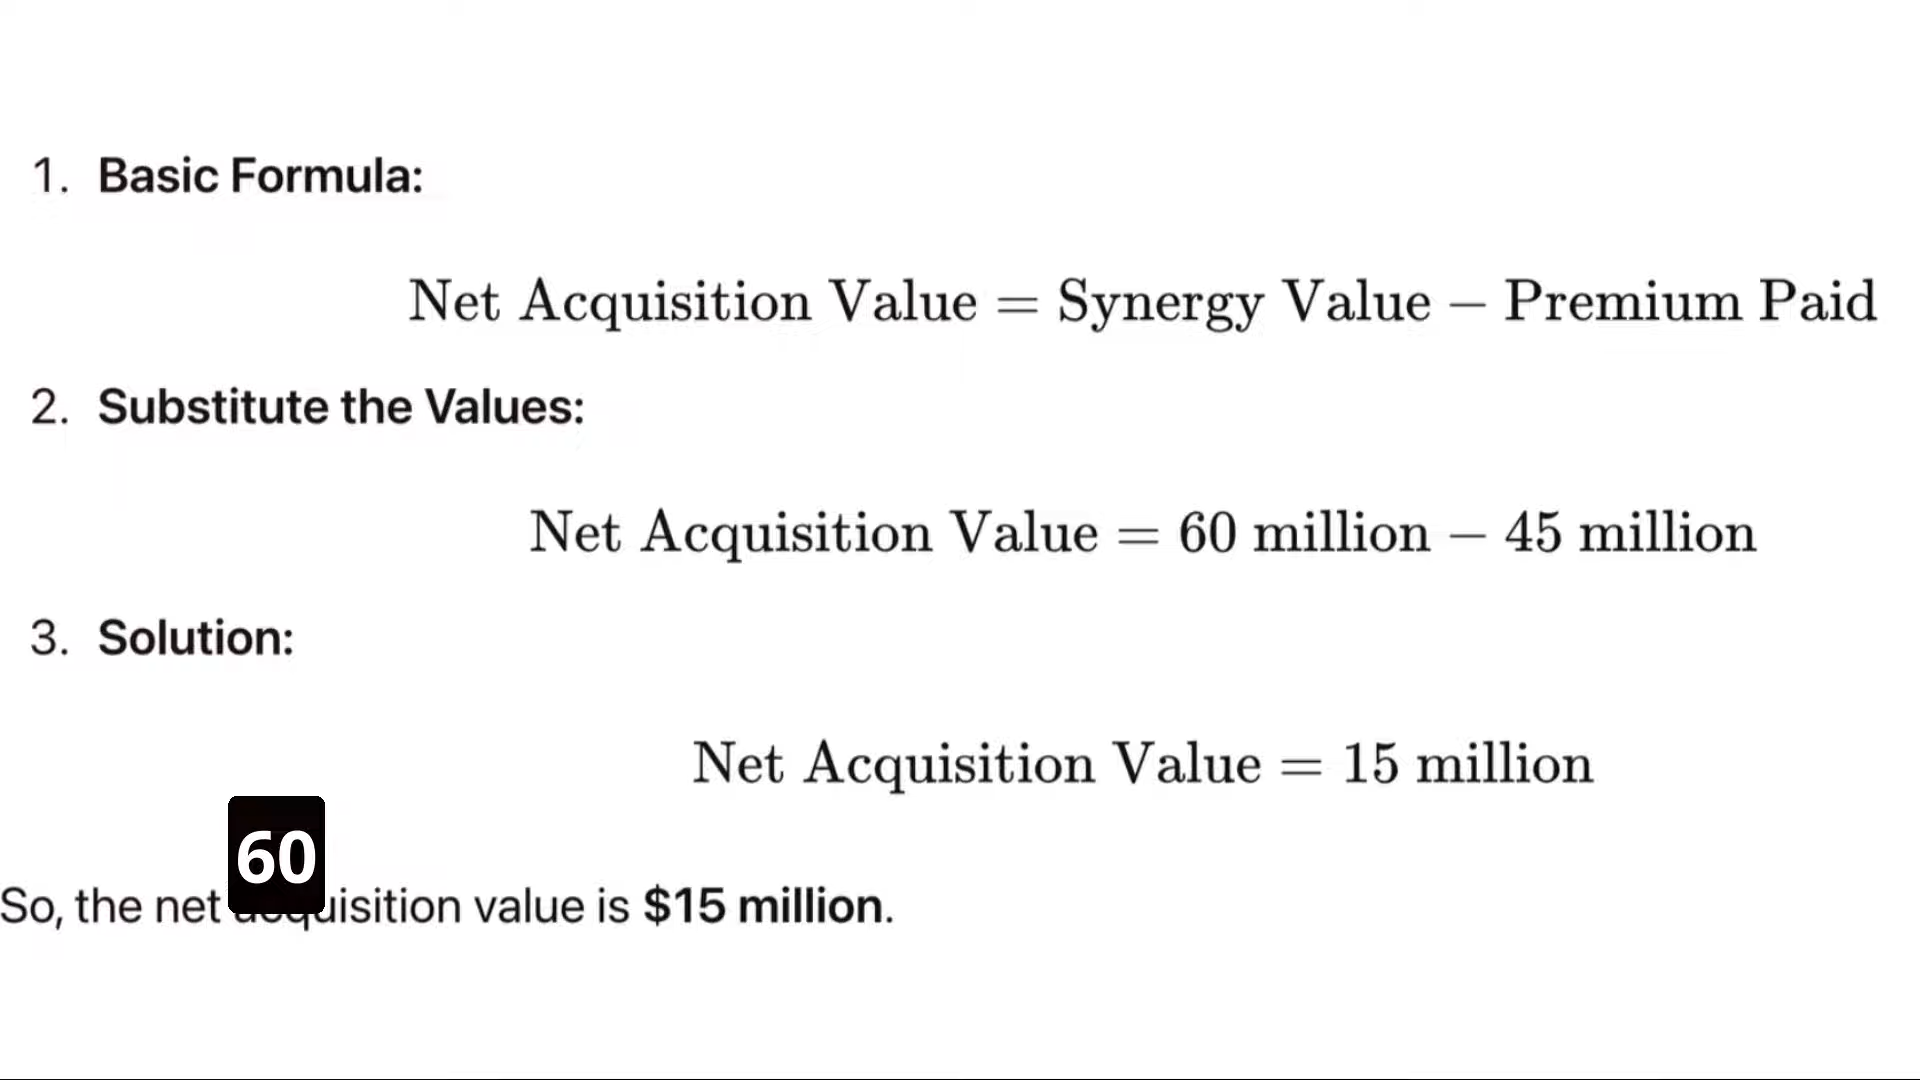 1. Basic Formula:
Net Acquisition Value = Synergy Value − Premium Paid
2. Substitute the Values:
Net Acquisition Value = 60 million − 45 million
3. Solution:
Net Acquisition Value = 15 million
60
So, the net acquisition value is $15 million.